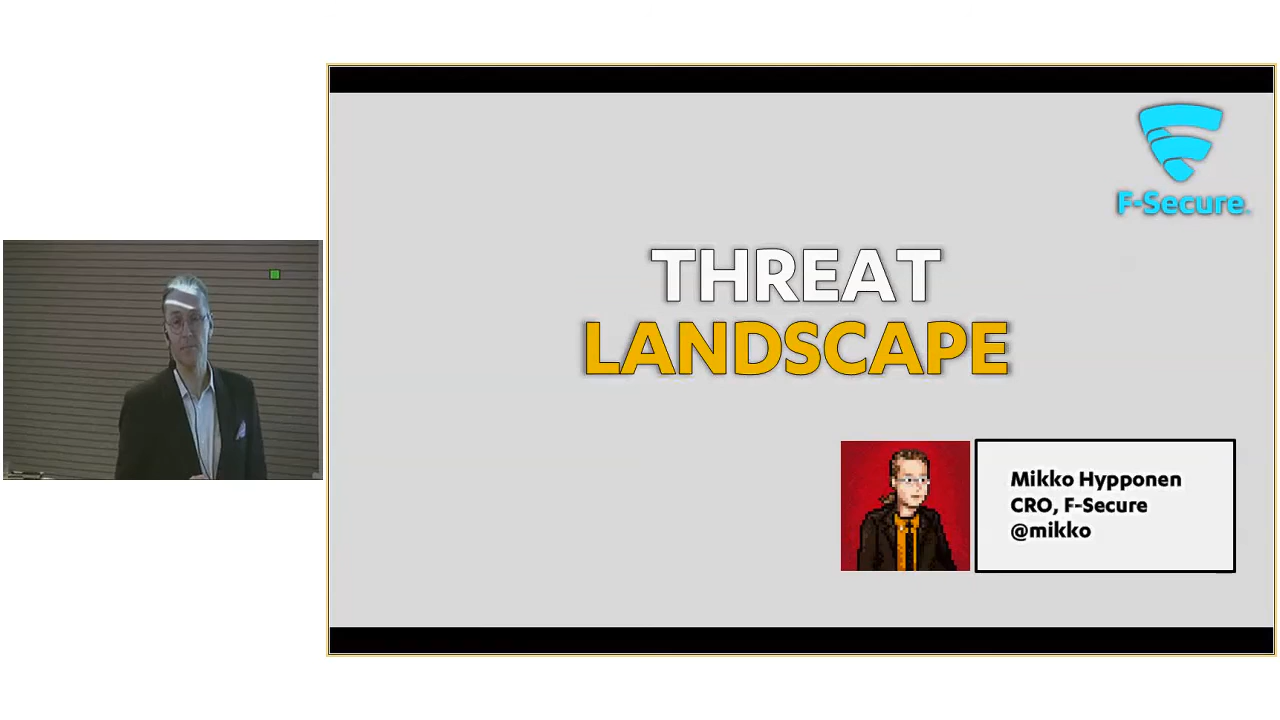 F-Secure
THREAT
LANDSCAPE
Mikko Hypponen
CRO, F-Secure
@mikko